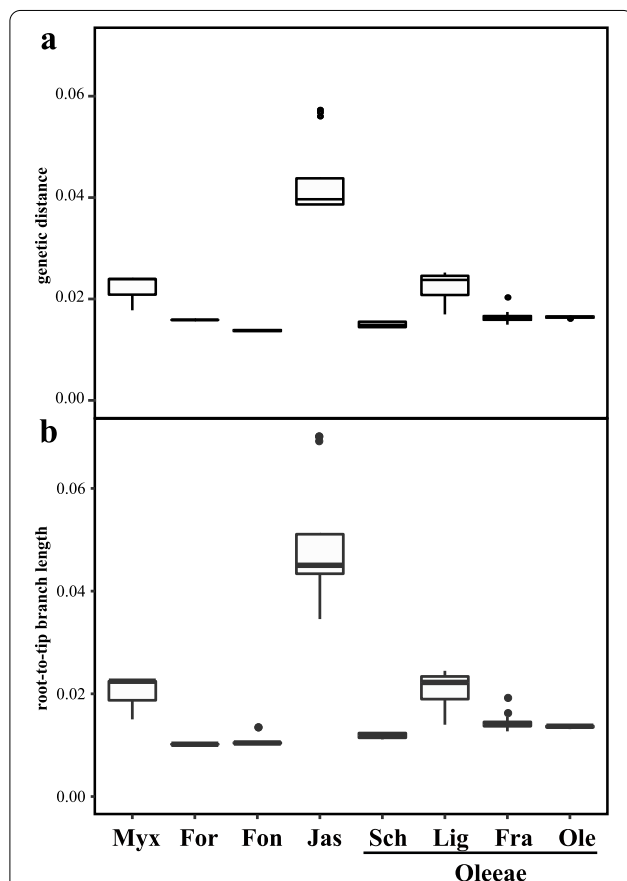 a
0.06
0.04
0.02
0.00
genetic distance
b
0.06
0.04
0.02
0.00
root-to-tip branch length
Myx For Fon Jas Sch Lig Fra Ole
Oleeae